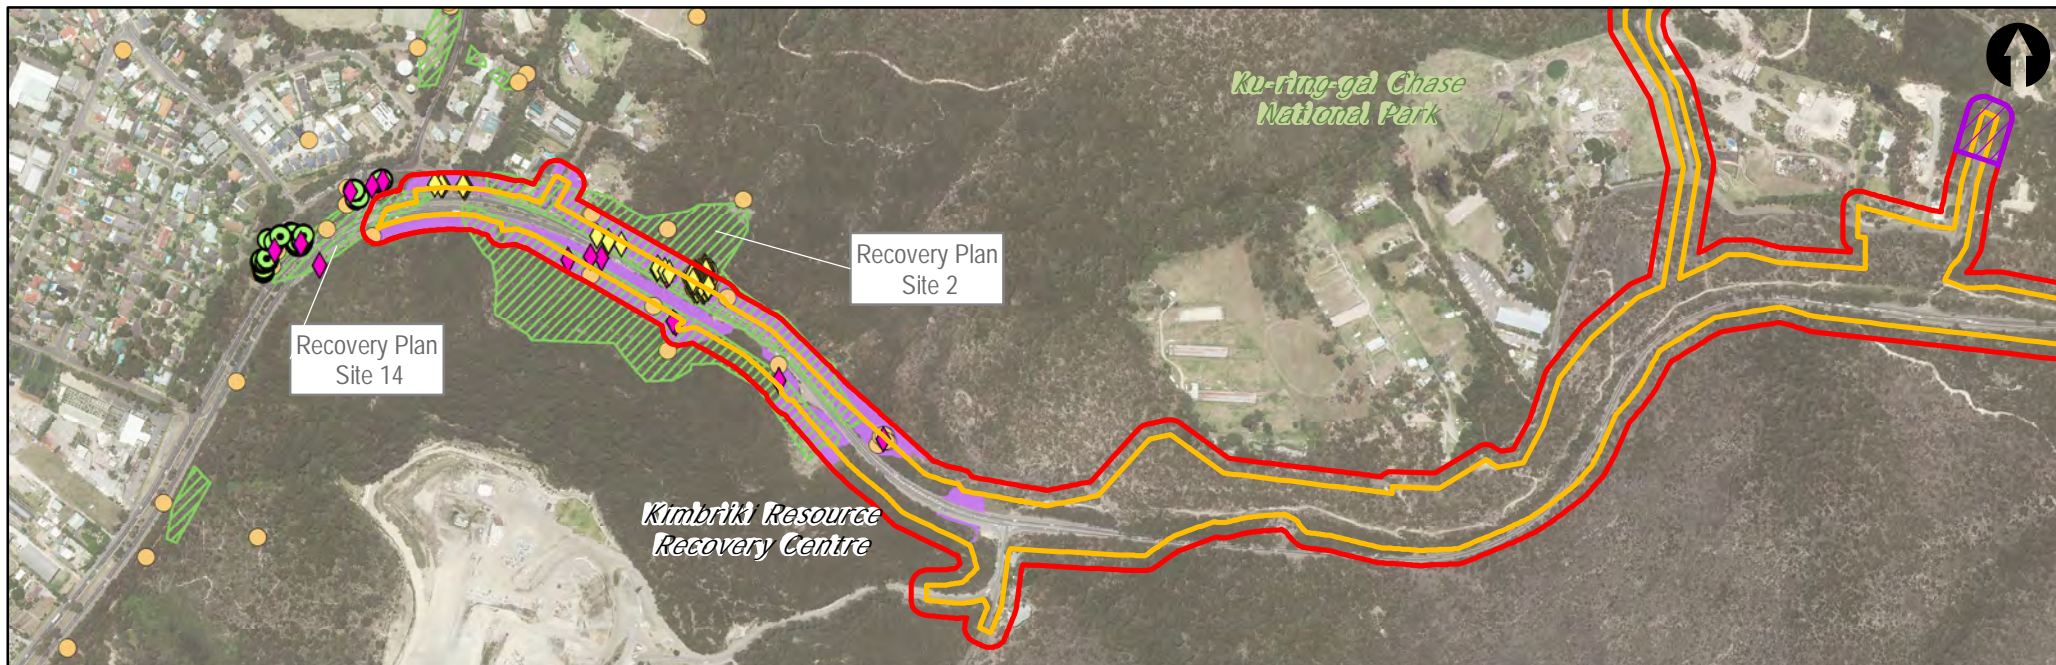 Ku-ring-gai Chase
National Park
Recovery Plan
Site 2
Recovery Plan
Site 14
Kimbriki Resource
Recovery Centre